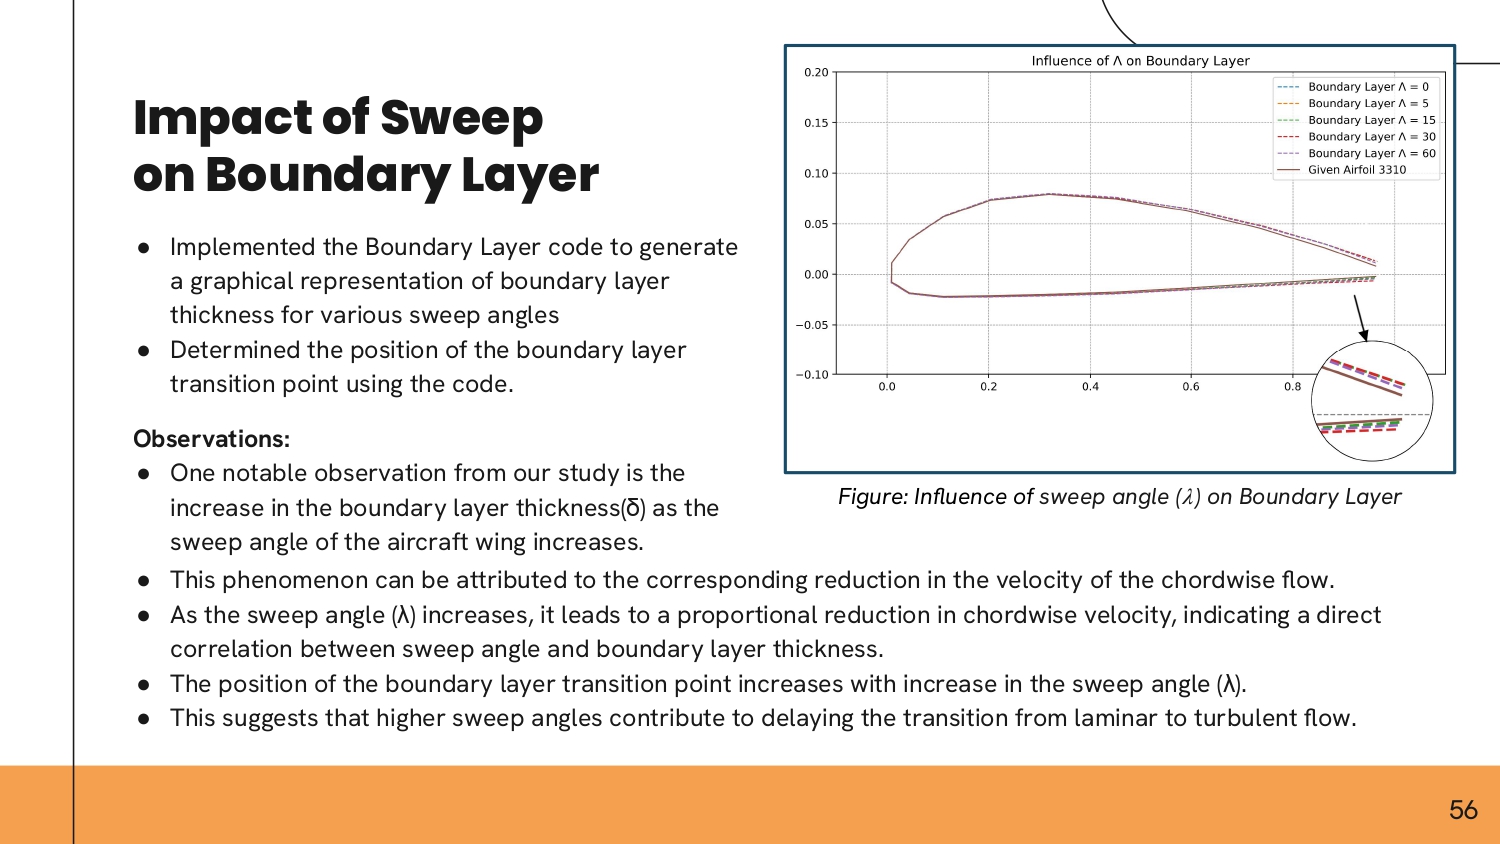 Impact of Sweep
on Boundary Layer
● Implemented the Boundary Layer code to generate
a graphical representation of boundary layer
thickness for various sweep angles
● Determined the position of the boundary layer
transition point using the code.
Observations:
● One notable observation from our study is the
increase in the boundary layer thickness(δ) as the
sweep angle of the aircraft wing increases.
● This phenomenon can be attributed to the corresponding reduction in the velocity of the chordwise flow.
● As the sweep angle (λ) increases, it leads to a proportional reduction in chordwise velocity, indicating a direct
correlation between sweep angle and boundary layer thickness.
● The position of the boundary layer transition point increases with increase in the sweep angle (λ).
● This suggests that higher sweep angles contribute to delaying the transition from laminar to turbulent flow.
Influence of Λ on Boundary Layer
Boundary Layer Λ = 0
Boundary Layer Λ = 5
Boundary Layer Λ = 15
Boundary Layer Λ = 30
Boundary Layer Λ = 60
Given Airfoil 3310
0.20
0.15
0.10
0.05
0.00
−0.05
−0.10
0.0 0.2 0.4 0.6 0.8
Figure: Influence of sweep angle (λ) on Boundary Layer
56